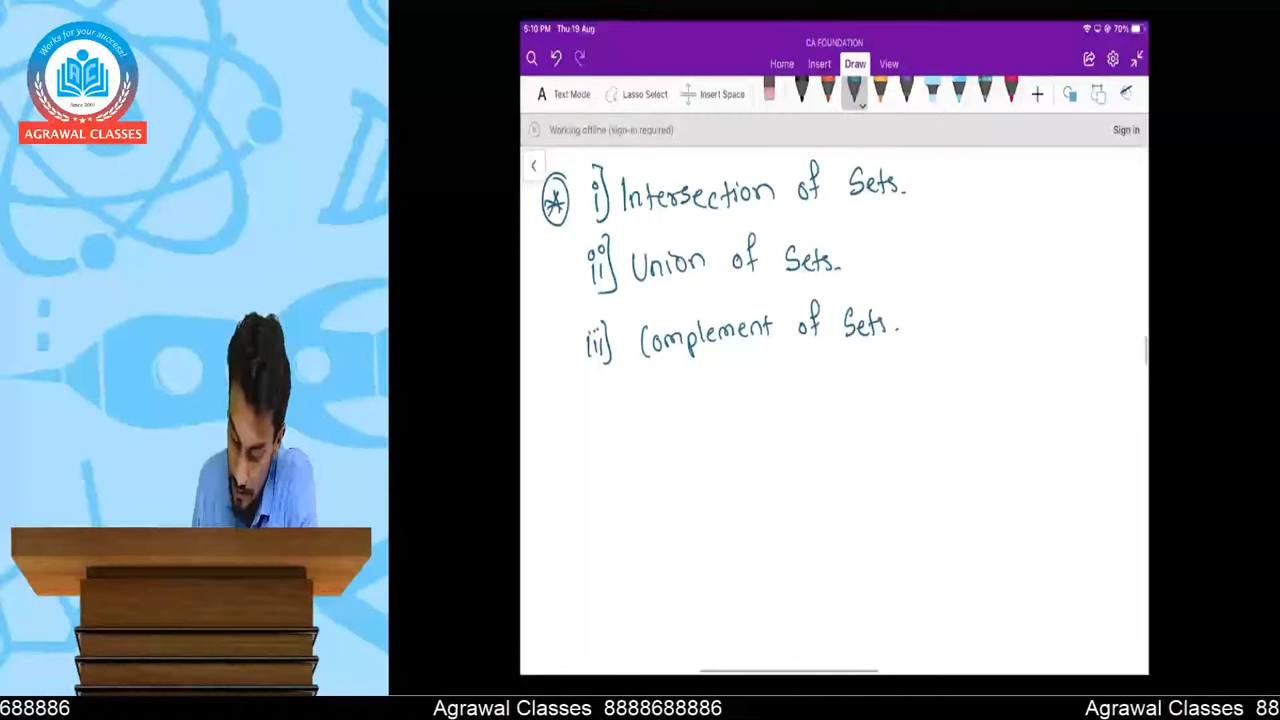 Works for your success!
AC
Since 2001
AGRAWAL CLASSES
5:10 PM Thu 19 Aug
70%
CA FOUNDATION
Home Insert Draw View
A Text Mode Lasso Select Insert Space
Working offline (sign-in required) Sign in
i] Intersection of Sets.
ii] Union of Sets.
iii] Complement of Sets.
688886 Agrawal Classes 8888688886 Agrawal Classes 88